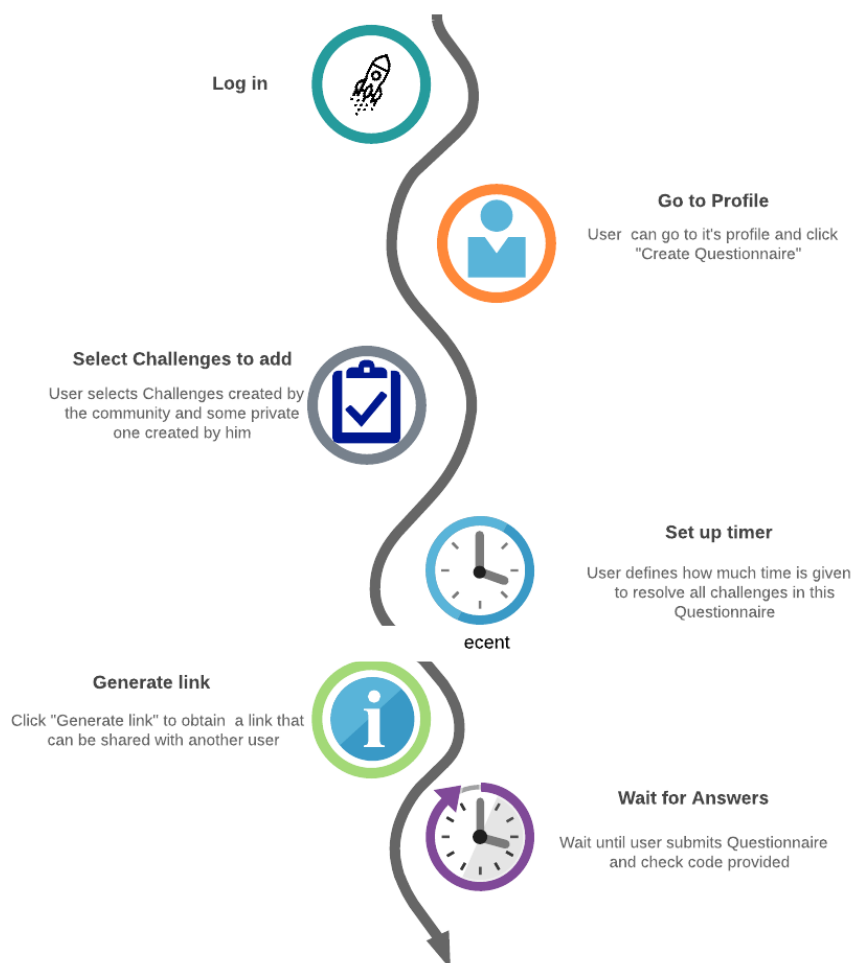 Log in
Go to Profile
User can go to it's profile and click
"Create Questionnaire"
Select Challenges to add
User selects Challenges created by
the community and some private
one created by him
Set up timer
User defines how much time is given
to resolve all challenges in this
Questionnaire
ecent
Generate link
Click "Generate link" to obtain a link that
can be shared with another user
Wait for Answers
Wait until user submits Questionnaire
and check code provided